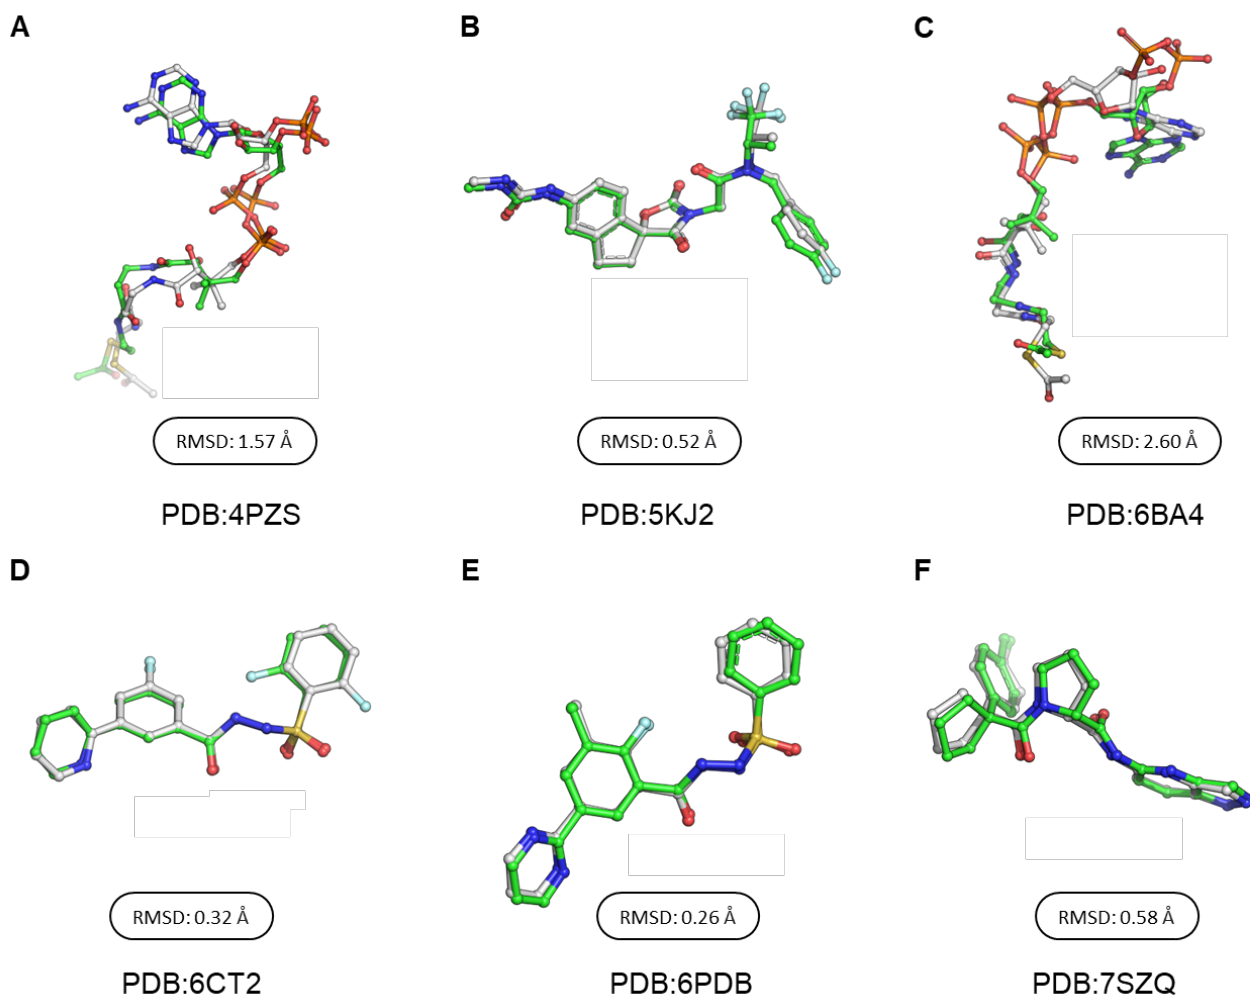 A
B
C
RMSD: 1.57 Å
RMSD: 0.52 Å
RMSD: 2.60 Å
PDB:4PZS
PDB:5KJ2
PDB:6BA4
D
E
F
RMSD: 0.32 Å
RMSD: 0.26 Å
RMSD: 0.58 Å
PDB:6CT2
PDB:6PDB
PDB:7SZQ